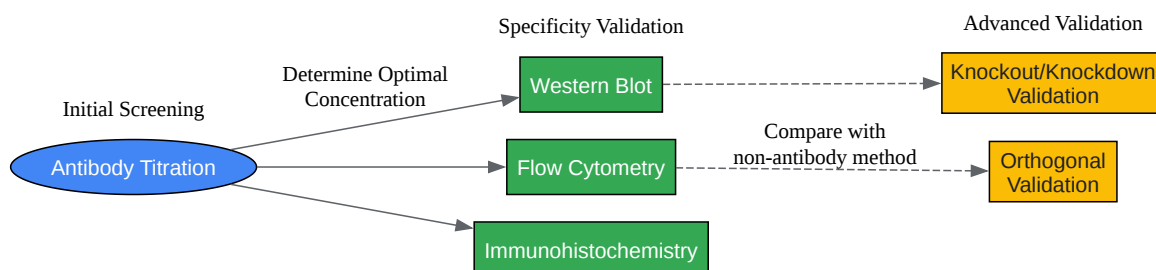 Initial Screening
Antibody Titration
Determine Optimal
Concentration
Specificity Validation
Western Blot
Flow Cytometry
Immunohistochemistry
Compare with
non-antibody method
Advanced Validation
Knockout/Knockdown
Validation
Orthogonal
Validation